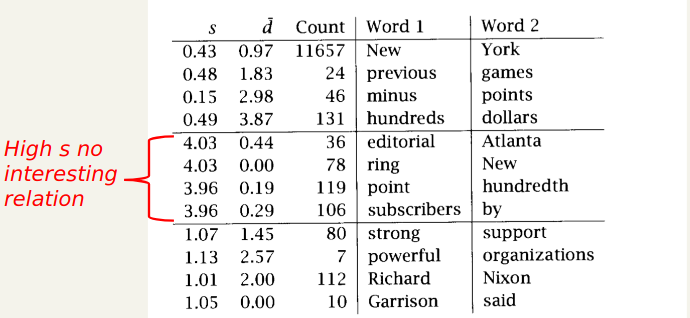 s d̄ Count Word 1 Word 2
0.43 0.97 11657 New York
0.48 1.83 24 previous games
0.15 2.98 46 minus points
0.49 3.87 131 hundreds dollars
4.03 0.44 36 editorial Atlanta
4.03 0.00 78 ring New
3.96 0.19 119 point hundredth
3.96 0.29 106 subscribers by
1.07 1.45 80 strong support
1.13 2.57 7 powerful organizations
1.01 2.00 112 Richard Nixon
1.05 0.00 10 Garrison said
High s no
interesting
relation